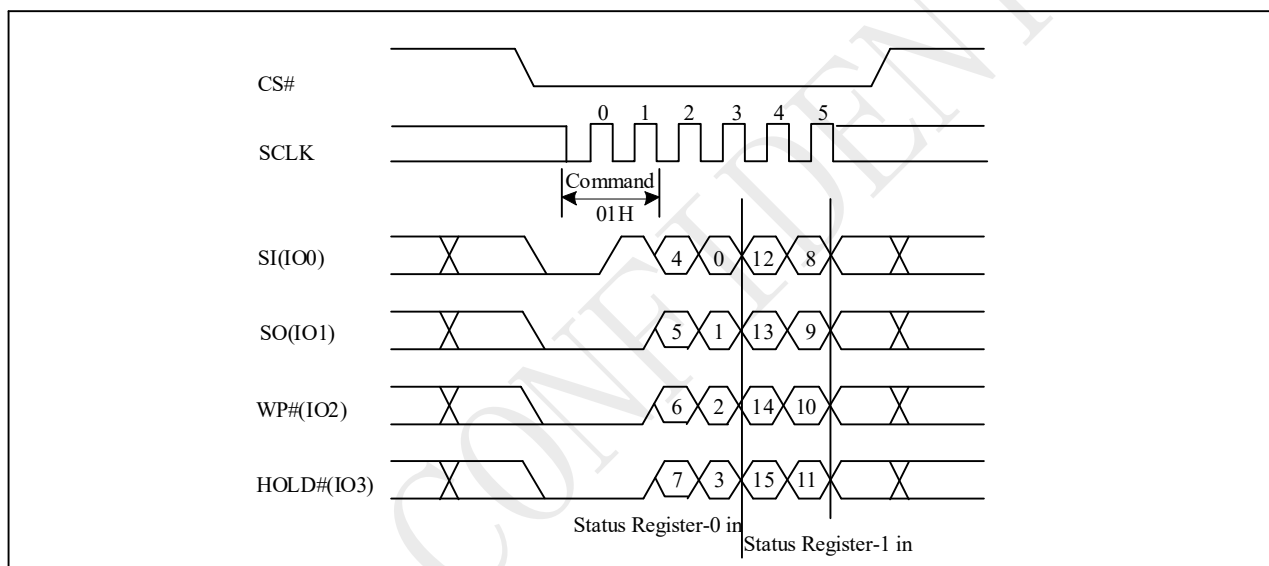 CS#
0 1 2 3 4 5
SCLK
Command
01H
SI(IO0)
4 0 12 8
SO(IO1)
5 1 13 9
WP#(IO2)
6 2 14 10
HOLD#(IO3)
7 3 15 11
Status Register-0 in
Status Register-1 in
CONFIDENT